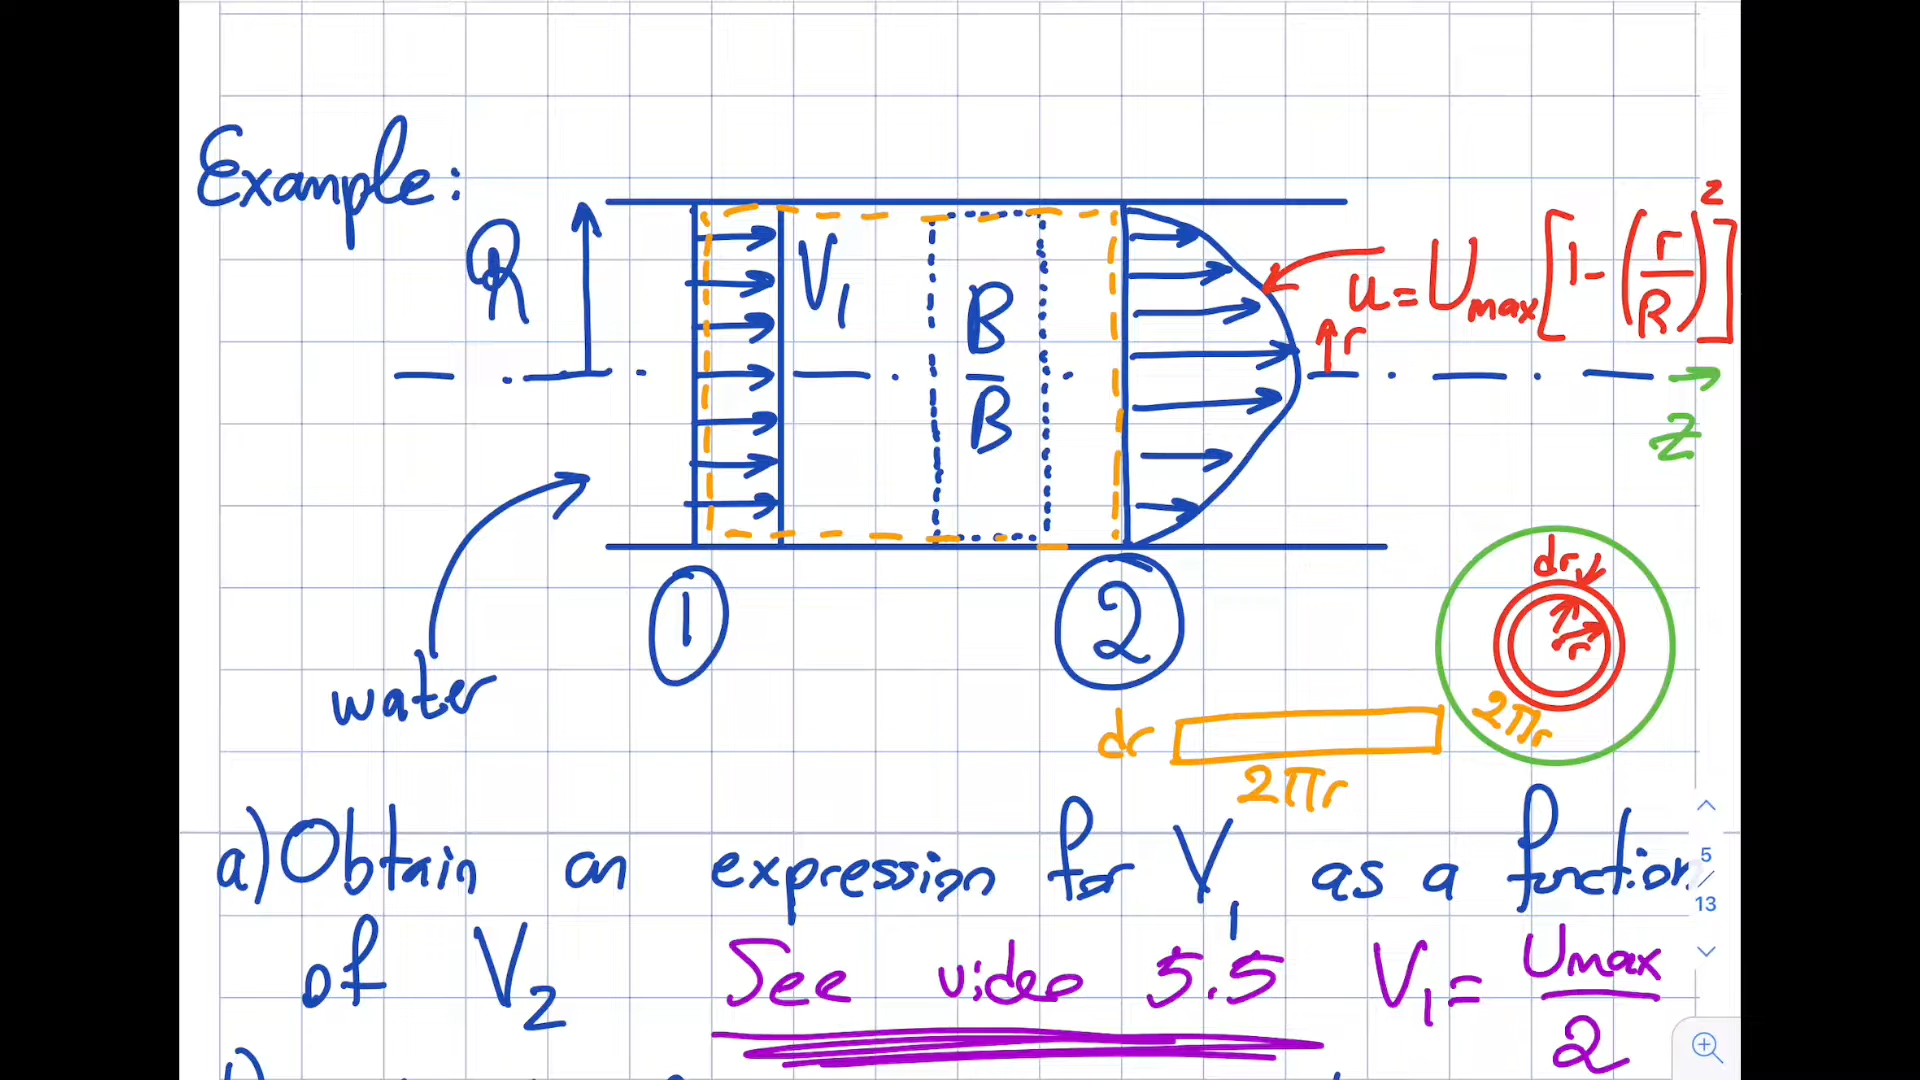 Example:
R
V₁
B
B
u = Umax [1 - (r/R)²]
r
z
water
1
2
dr
r
2πr
dr
2πr
a) Obtain an expression for V₁ as a function
of V₂ See video 5.5 V₁ = Umax/2
5
/
13